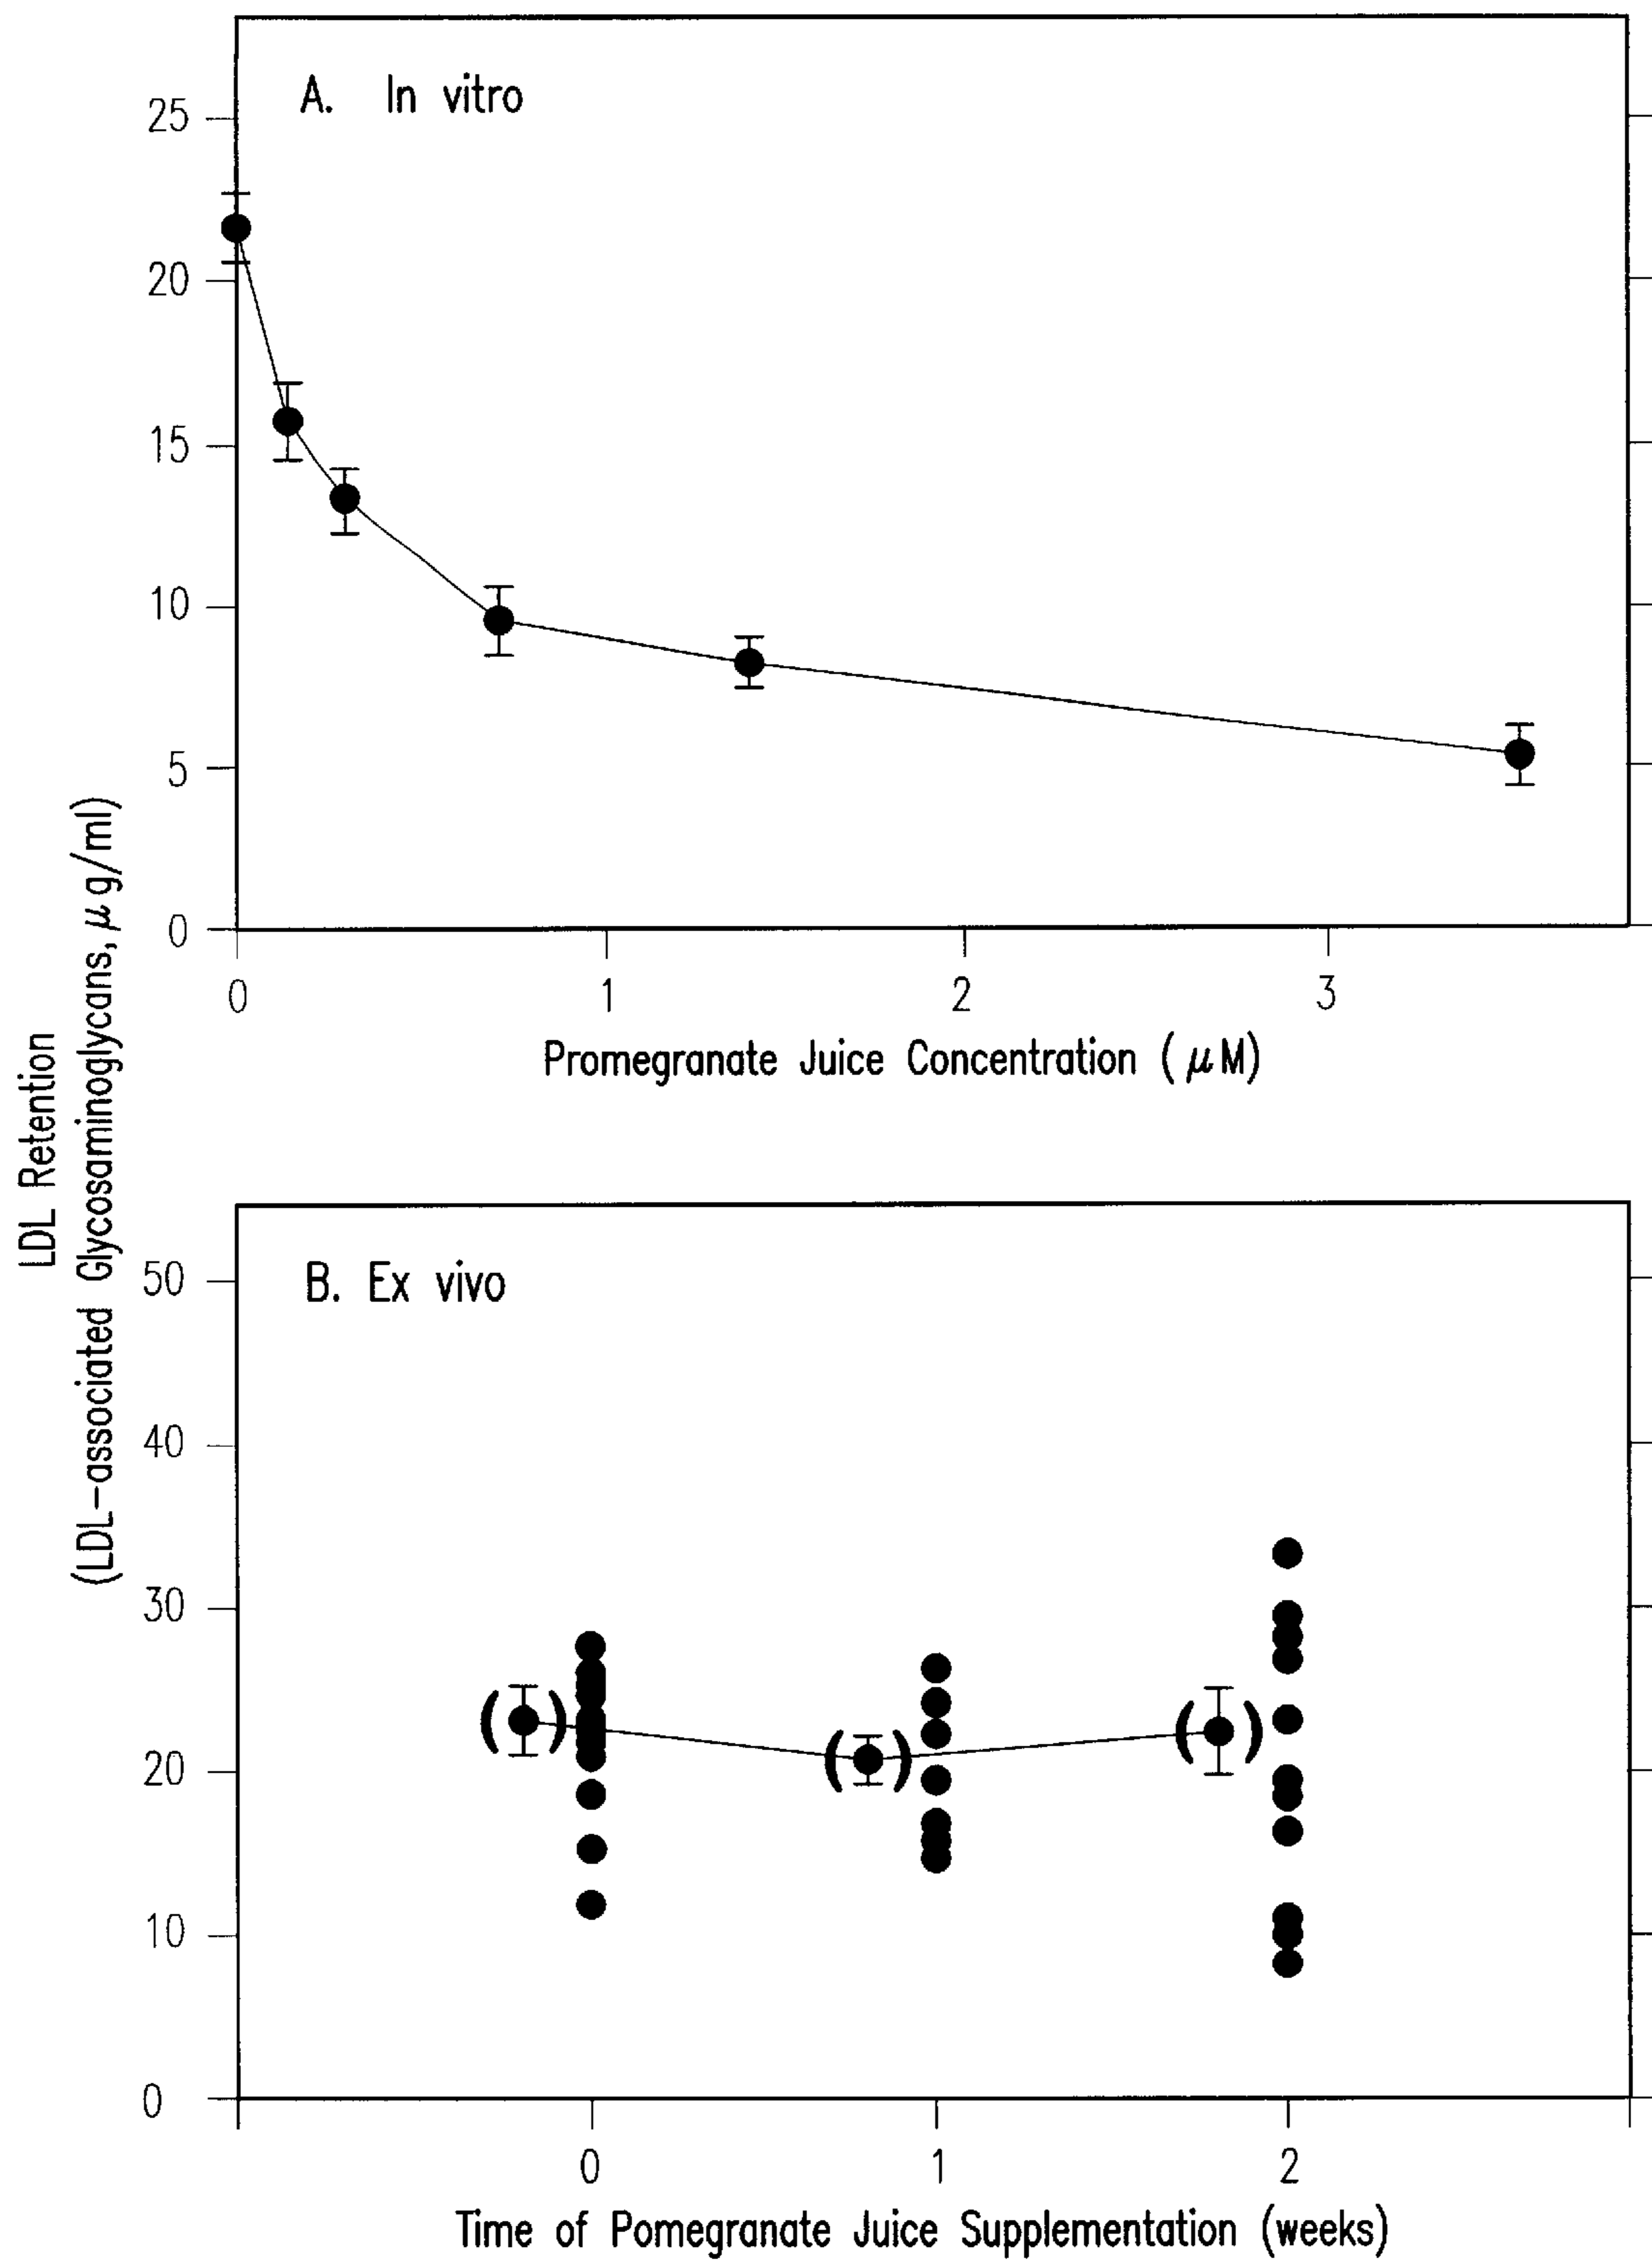 A. In vitro
25
20
15
10
5
0
0 1 2 3
Promegranate Juice Concentration (μM)
LDL Retention
(LDL-associated Glycosaminoglycans, μg/ml)
B. Ex vivo
50
40
30
20
10
0
0 1 2
Time of Pomegranate Juice Supplementation (weeks)